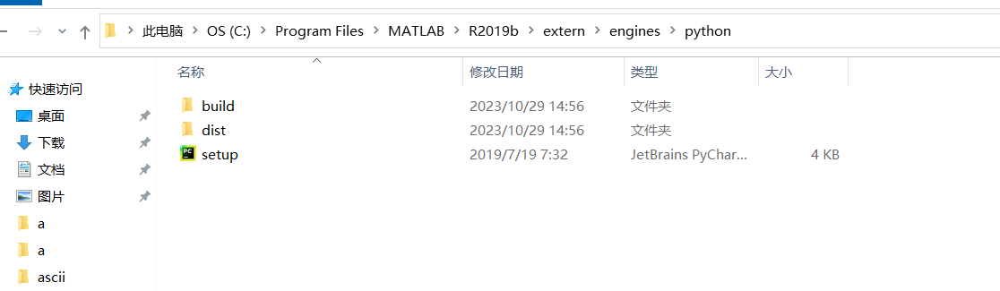 此电脑 > OS (C:) > Program Files > MATLAB > R2019b > extern > engines > python
名称 修改日期 类型 大小
快速访问
桌面
下载
文档
图片
a
a
ascii
build 2023/10/29 14:56 文件夹
dist 2023/10/29 14:56 文件夹
PC setup 2019/7/19 7:32 JetBrains PyChar... 4 KB